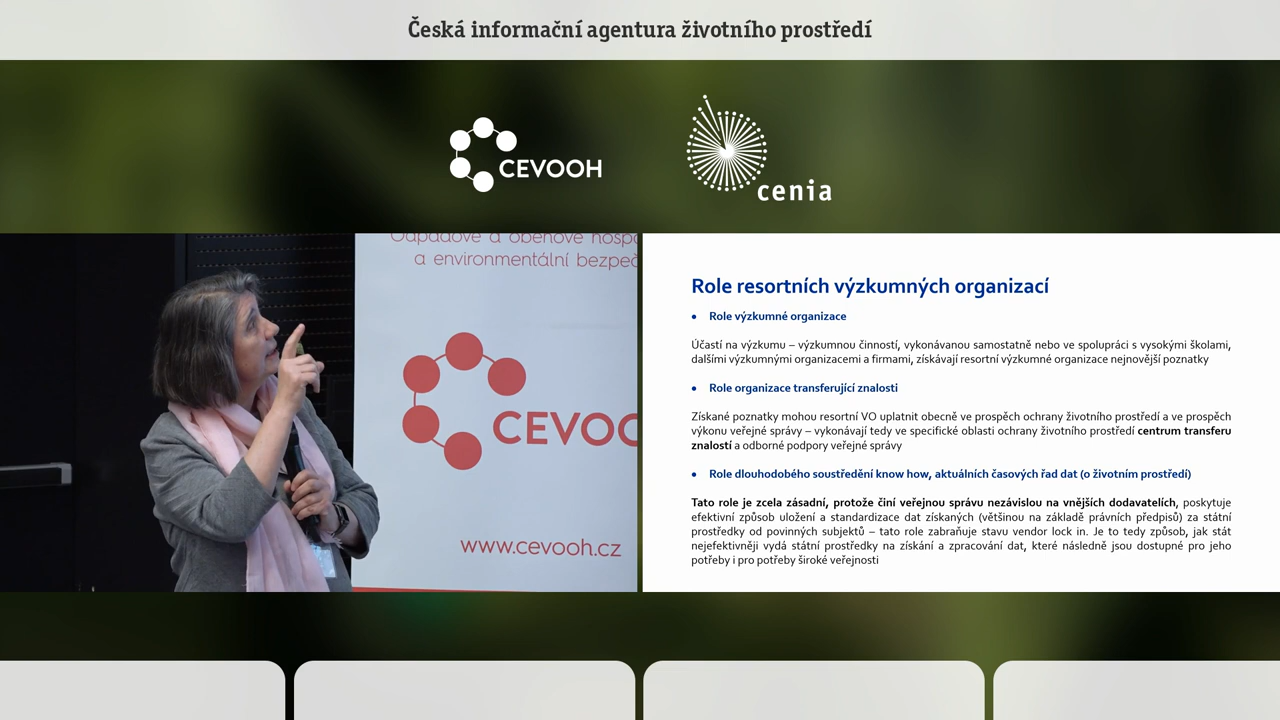 Česká informační agentura životního prostředí
CEVOOH
cenia
Odpadové a oběhové hospo
a environmentální bezpeč
CEVOO
www.cevooh.cz
Role resortních výzkumných organizací
• Role výzkumné organizace
Účastí na výzkumu – výzkumnou činností, vykonávanou samostatně nebo ve spolupráci s vysokými školami,
dalšími výzkumnými organizacemi a firmami, získávají resortní výzkumné organizace nejnovější poznatky
• Role organizace transferující znalosti
Získané poznatky mohou resortní VO uplatnit obecně ve prospěch ochrany životního prostředí a ve prospěch
výkonu veřejné správy – vykonávají tedy ve specifické oblasti ochrany životního prostředí centrum transferu
znalostí a odborné podpory veřejné správy
• Role dlouhodobého soustředění know how, aktuálních časových řad dat (o životním prostředí)
Tato role je zcela zásadní, protože činí veřejnou správu nezávislou na vnějších dodavatelích, poskytuje
efektivní způsob uložení a standardizace dat získaných (většinou na základě právních předpisů) za státní
prostředky od povinných subjektů – tato role zabraňuje stavu vendor lock in. Je to tedy způsob, jak stát
nejefektivněji vydá státní prostředky na získání a zpracování dat, které následně jsou dostupné pro jeho
potřeby i pro potřeby široké veřejnosti